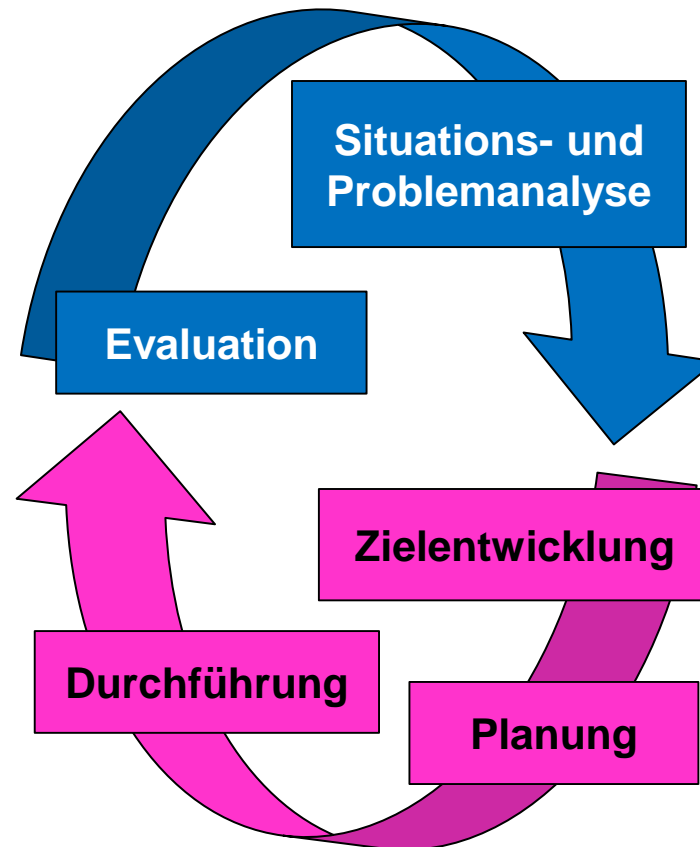 Situations- und
Problemanalyse
Evaluation
Zielentwicklung
Durchführung
Planung